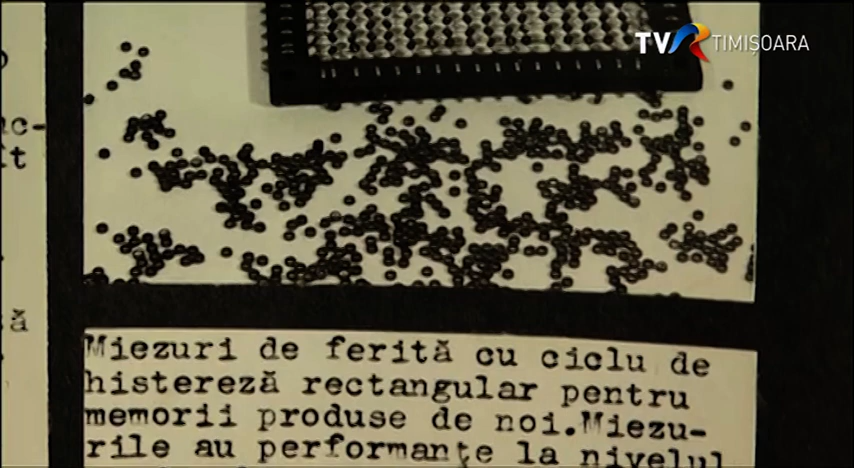 TVR TIMIȘOARA
Miezuri de ferită cu ciclu de
histereză rectangular pentru
memorii produse de noi.Miezu-
rile au performanțe la nivelul